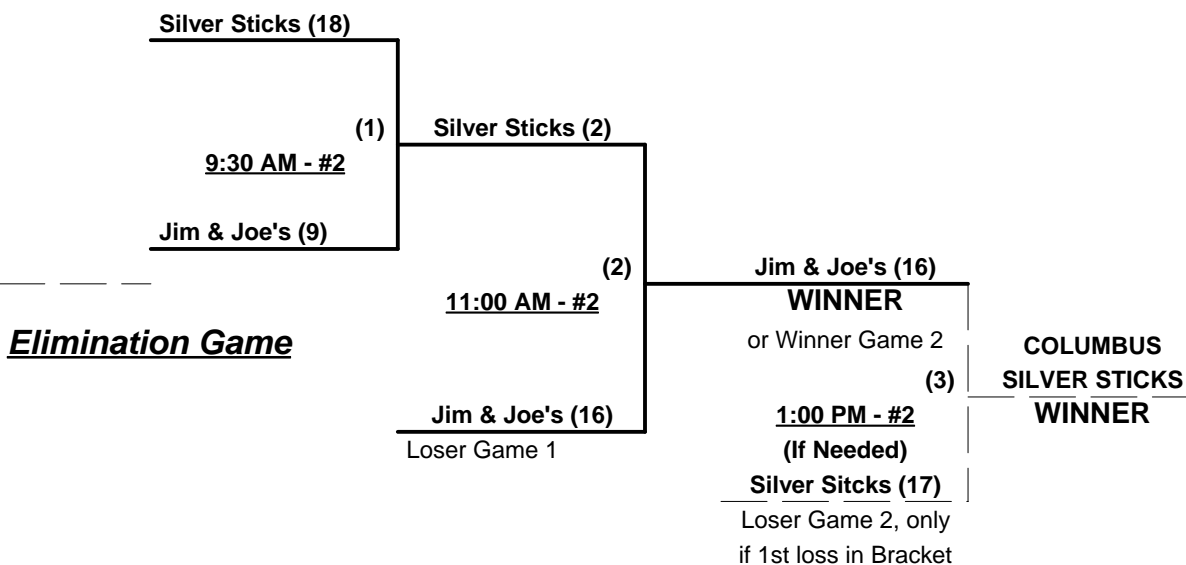 Silver Sticks (18)
(1)
Silver Sticks (2)
9:30 AM - #2
Jim & Joe's (9)
(2)
Jim & Joe's (16)
11:00 AM - #2
WINNER
Elimination Game
or Winner Game 2
COLUMBUS
(3)
SILVER STICKS
Jim & Joe's (16)
1:00 PM - #2
WINNER
Loser Game 1
(If Needed)
Silver Sitcks (17)
Loser Game 2, only
if 1st loss in Bracket